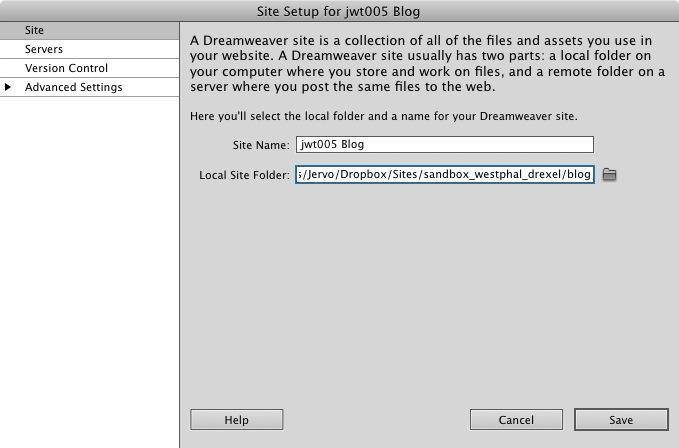 Site Setup for jwt005 Blog
Site
Servers
Version Control
Advanced Settings
A Dreamweaver site is a collection of all of the files and assets you use in
your website. A Dreamweaver site usually has two parts: a local folder on
your computer where you store and work on files, and a remote folder on a
server where you post the same files to the web.
Here you'll select the local folder and a name for your Dreamweaver site.
Site Name: jwt005 Blog
Local Site Folder: s/Jervo/Dropbox/Sites/sandbox_westphal_drexel/blog
Help Cancel Save